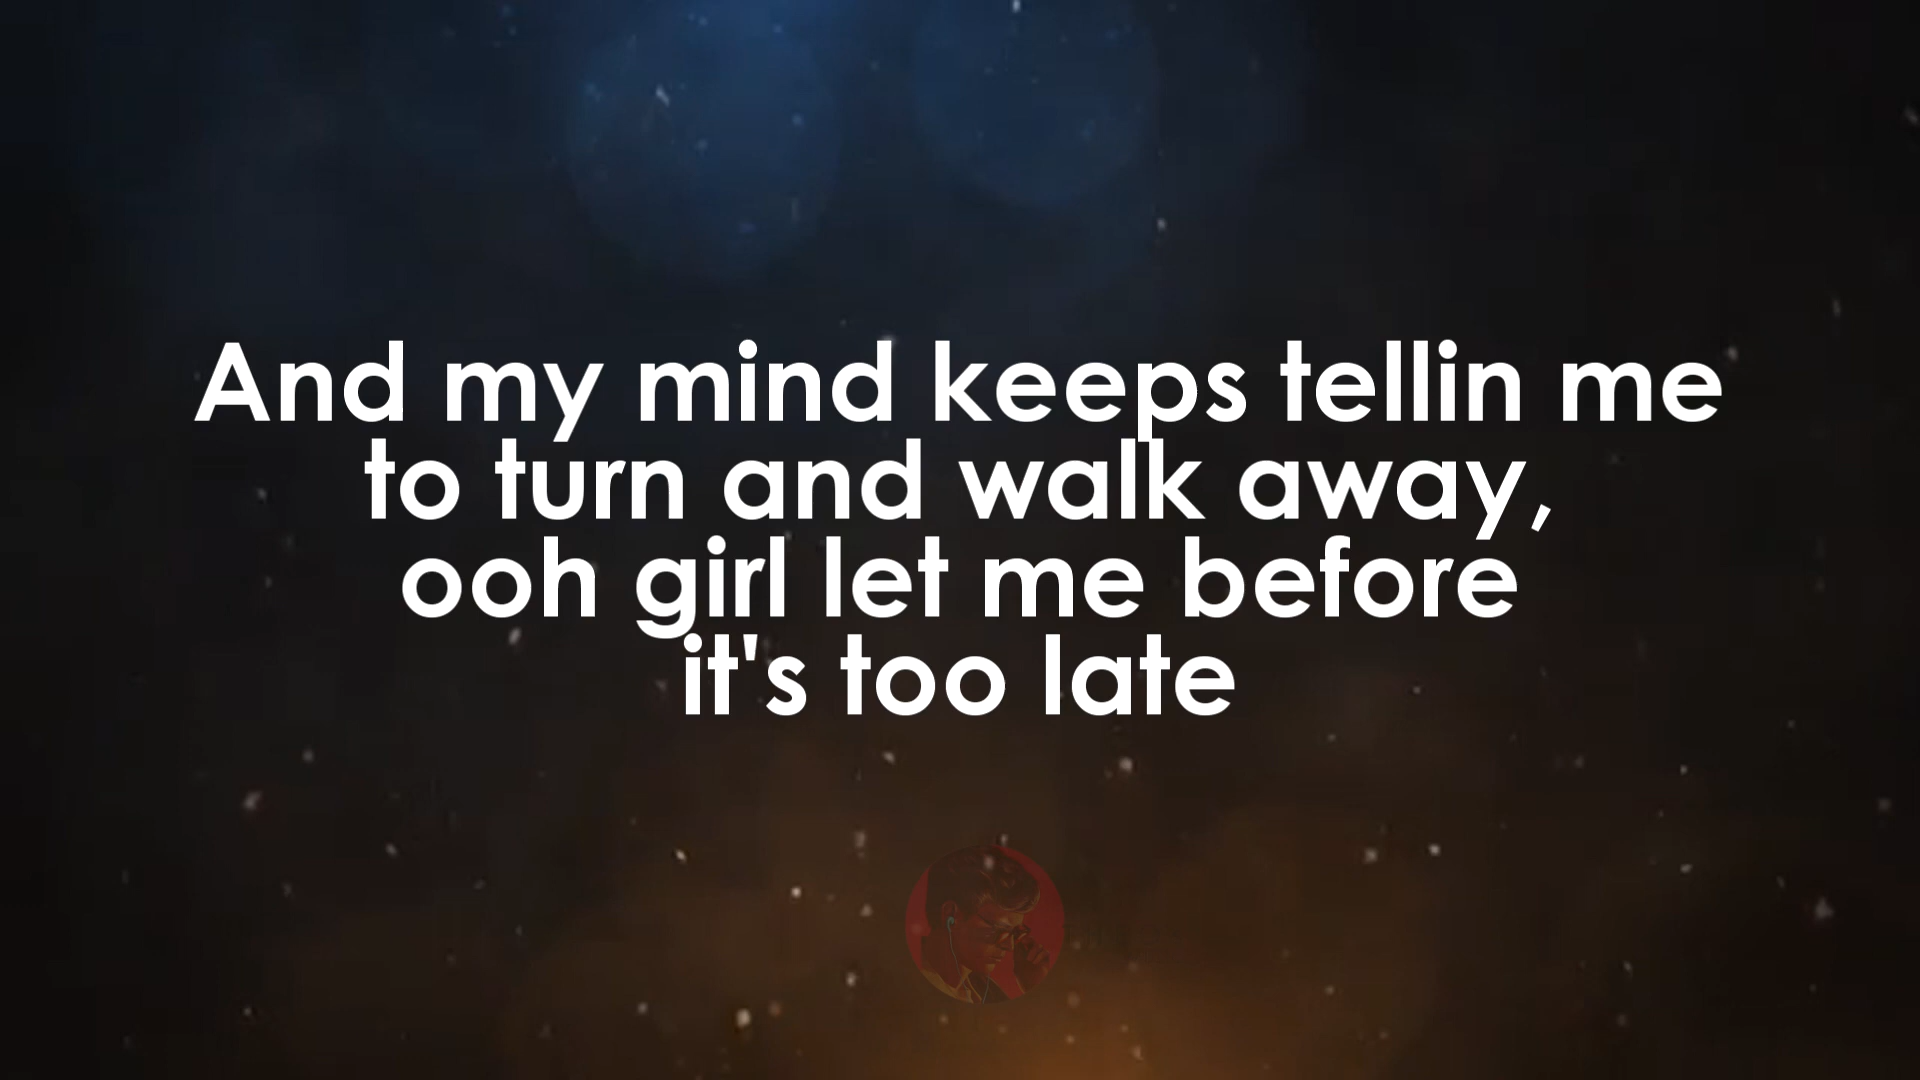 And my mind keeps tellin me
to turn and walk away,
ooh girl let me before
it's too late